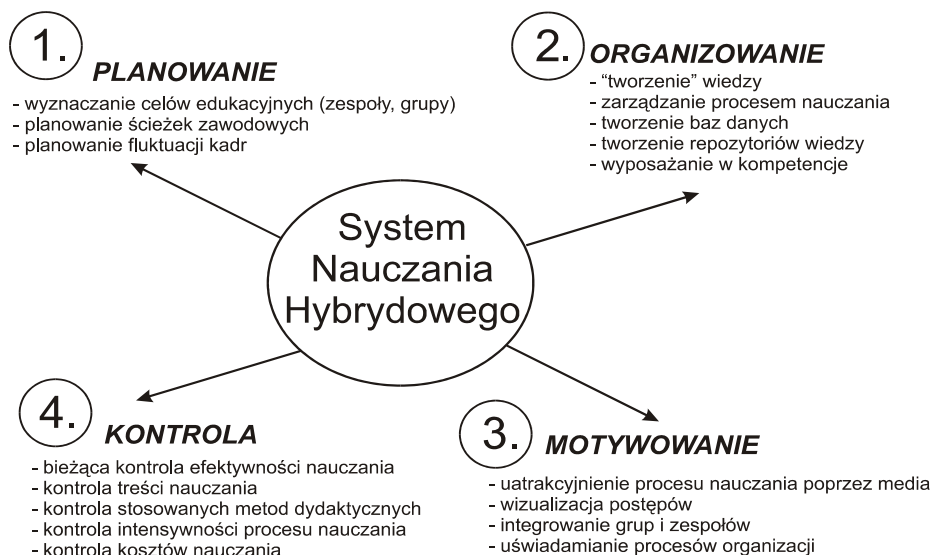 1.
PLANOWANIE
- wyznaczanie celów edukacyjnych (zespoły, grupy)
- planowanie ścieżek zawodowych
- planowanie fluktuacji kadr
2.
ORGANIZOWANIE
- “tworzenie” wiedzy
- zarządzanie procesem nauczania
- tworzenie baz danych
- tworzenie repozytoriów wiedzy
- wyposażanie w kompetencje
System
Nauczania
Hybrydowego
4.
KONTROLA
- bieżąca kontrola efektywności nauczania
- kontrola treści nauczania
- kontrola stosowanych metod dydaktycznych
- kontrola intensywności procesu nauczania
- kontrola kosztów nauczania
3.
MOTYWOWANIE
- uatrakcyjnienie procesu nauczania poprzez media
- wizualizacja postępów
- integrowanie grup i zespołów
- uświadamianie procesów organizacji